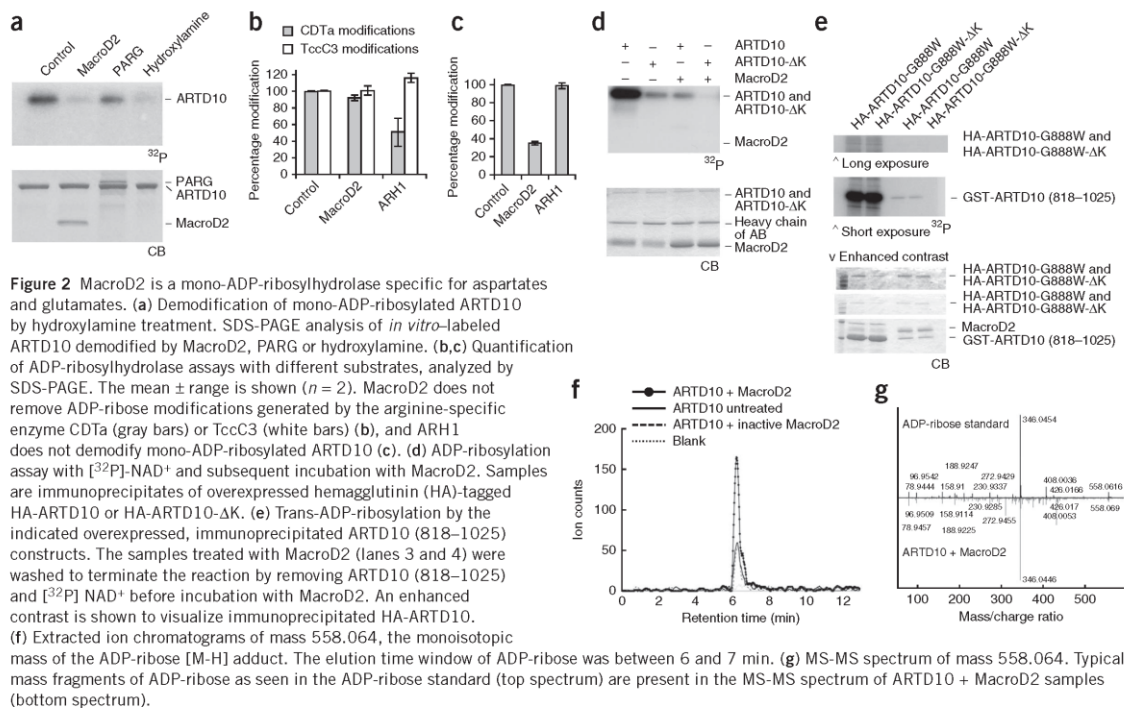 a
Control
MacroD2
PARG
Hydroxylamine
ARTD10
32P
PARG
ARTD10
MacroD2
CB
b
CDTa modifications
TccC3 modifications
Percentage modification
120
100
80
60
40
20
0
Control
MacroD2
ARH1
c
Percentage modification
100
80
60
40
20
0
Control
MacroD2
ARH1
d
+ – + – ARTD10
– + – + ARTD10-ΔK
– – + + MacroD2
ARTD10 and
ARTD10-ΔK
MacroD2
32P
ARTD10 and
ARTD10-ΔK
Heavy chain
of AB
MacroD2
CB
e
HA-ARTD10-G888W
HA-ARTD10-G888W-ΔK
HA-ARTD10-G888W
HA-ARTD10-G888W-ΔK
HA-ARTD10-G888W and
HA-ARTD10-G888W-ΔK
^ Long exposure
GST-ARTD10 (818–1025)
^ Short exposure 32P
v Enhanced contrast
HA-ARTD10-G888W and
HA-ARTD10-G888W-ΔK
HA-ARTD10-G888W and
HA-ARTD10-G888W-ΔK
MacroD2
GST-ARTD10 (818–1025)
CB
Figure 2 MacroD2 is a mono-ADP-ribosylhydrolase specific for aspartates
and glutamates. (a) Demodification of mono-ADP-ribosylated ARTD10
by hydroxylamine treatment. SDS-PAGE analysis of in vitro–labeled
ARTD10 demodified by MacroD2, PARG or hydroxylamine. (b,c) Quantification
of ADP-ribosylhydrolase assays with different substrates, analyzed by
SDS-PAGE. The mean ± range is shown (n = 2). MacroD2 does not
remove ADP-ribose modifications generated by the arginine-specific
enzyme CDTa (gray bars) or TccC3 (white bars) (b), and ARH1
does not demodify mono-ADP-ribosylated ARTD10 (c). (d) ADP-ribosylation
assay with [32P]-NAD+ and subsequent incubation with MacroD2. Samples
are immunoprecipitates of overexpressed hemagglutinin (HA)-tagged
HA-ARTD10 or HA-ARTD10-ΔK. (e) Trans-ADP-ribosylation by the
indicated overexpressed, immunoprecipitated ARTD10 (818–1025)
constructs. The samples treated with MacroD2 (lanes 3 and 4) were
washed to terminate the reaction by removing ARTD10 (818–1025)
and [32P] NAD+ before incubation with MacroD2. An enhanced
contrast is shown to visualize immunoprecipitated HA-ARTD10.
(f) Extracted ion chromatograms of mass 558.064, the monoisotopic
mass of the ADP-ribose [M-H] adduct. The elution time window of ADP-ribose was between 6 and 7 min. (g) MS-MS spectrum of mass 558.064. Typical
mass fragments of ADP-ribose as seen in the ADP-ribose standard (top spectrum) are present in the MS-MS spectrum of ARTD10 + MacroD2 samples
(bottom spectrum).
f
ARTD10 + MacroD2
ARTD10 untreated
ARTD10 + inactive MacroD2
Blank
Ion counts
200
150
100
50
0
0 2 4 6 8 10 12
Retention time (min)
g
ADP-ribose standard
346.0454
188.9247
96.9542
272.9429
408.0036
78.9444
158.91
230.9337
426.0166
558.0616
96.9509
158.9114
230.9285
426.017
558.069
78.9457
188.9225
272.9455
408.0053
ARTD10 + MacroD2
346.0446
100 200 300 400 500
Mass/charge ratio